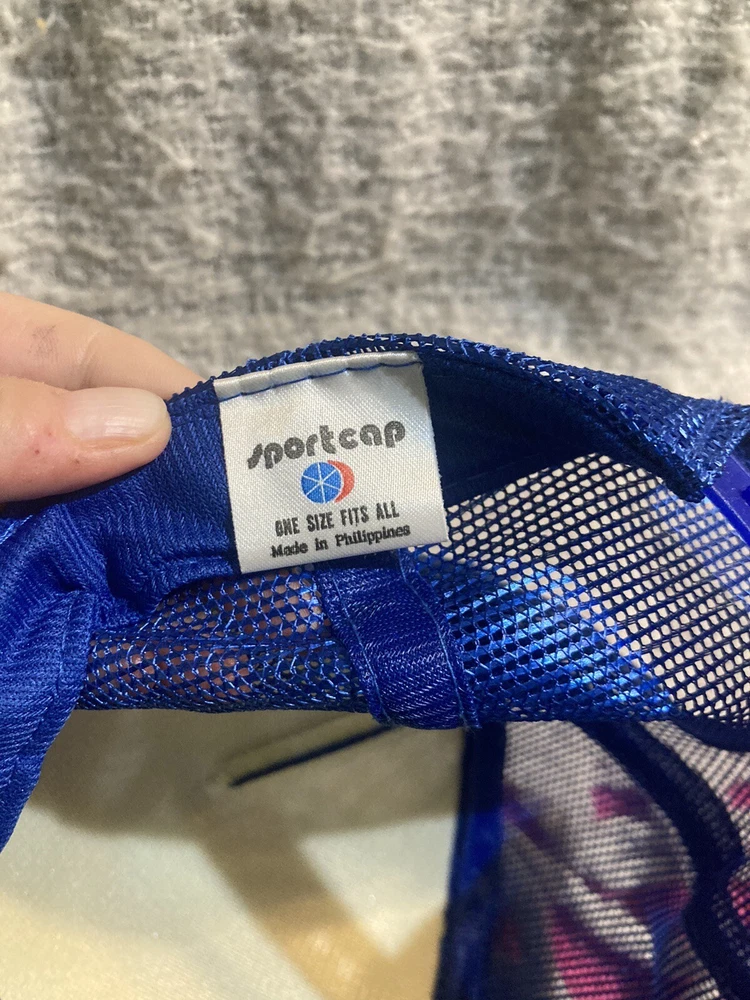 sportcap
ONE SIZE FITS ALL
Made in Philippines